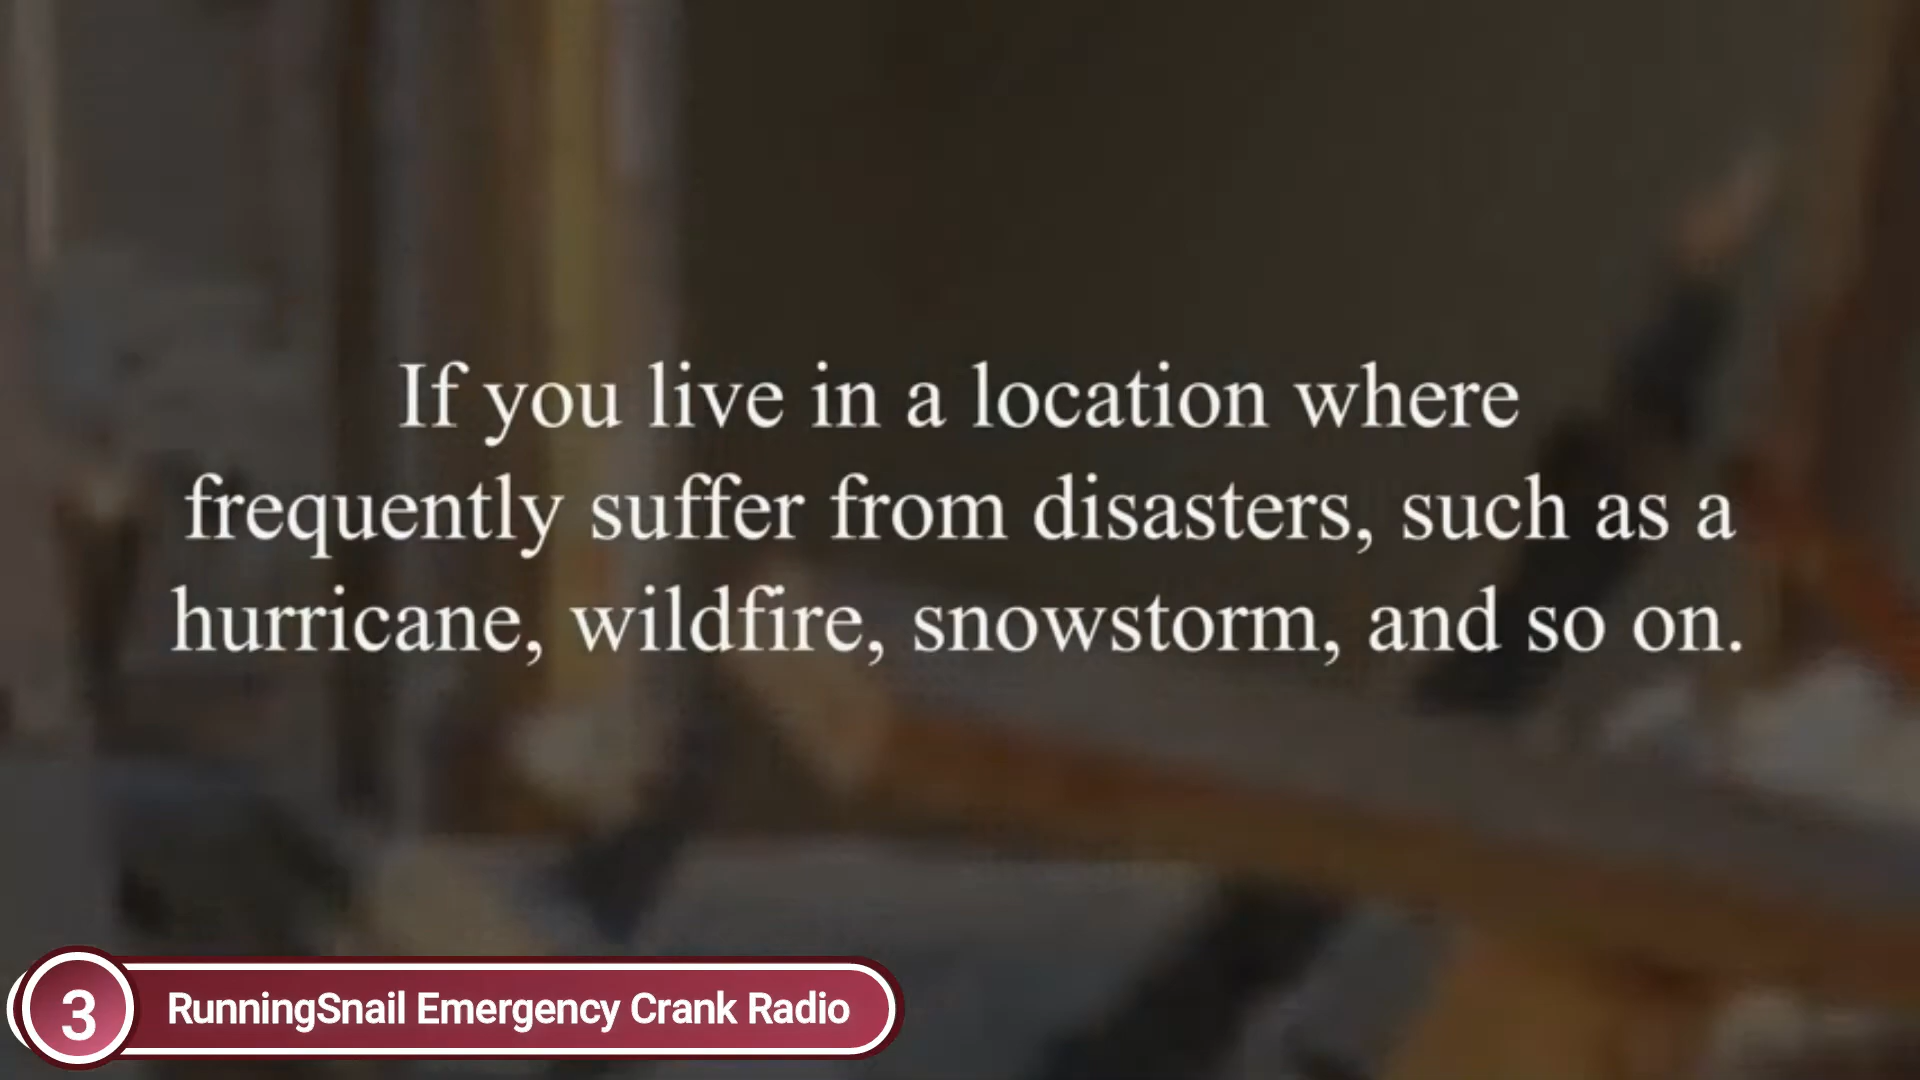 If you live in a location where
frequently suffer from disasters, such as a
hurricane, wildfire, snowstorm, and so on.
3
RunningSnail Emergency Crank Radio